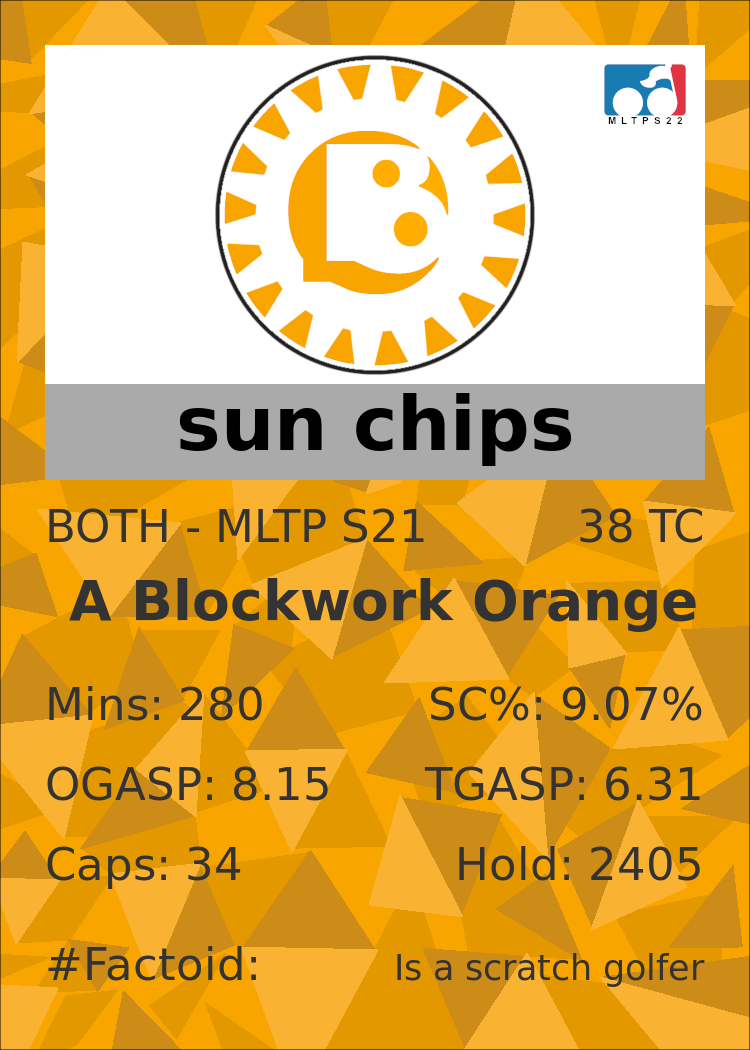 MLTPS22
B
sun chips
BOTH - MLTP S21 38 TC
A Blockwork Orange
Mins: 280 SC%: 9.07%
OGASP: 8.15 TGASP: 6.31
Caps: 34 Hold: 2405
#Factoid: Is a scratch golfer